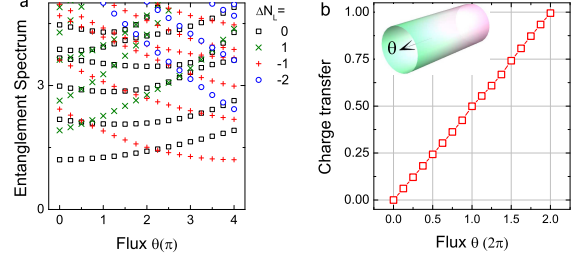 a
ΔN_L=
0
1
-1
-2
Entanglement Spectrum
3
0
0 1 2 3 4
Flux θ(π)
b
θ
Charge transfer
1.00
0.75
0.50
0.25
0.00
0.0 0.5 1.0 1.5 2.0
Flux θ (2π)